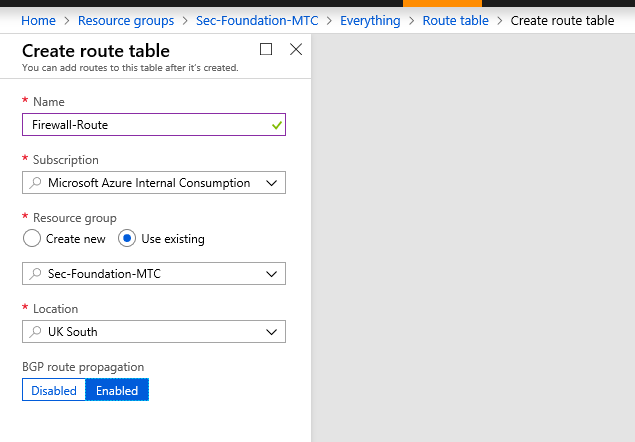 Home > Resource groups > Sec-Foundation-MTC > Everything > Route table > Create route table
Create route table
You can add routes to this table after it's created.
* Name
Firewall-Route
* Subscription
Microsoft Azure Internal Consumption
* Resource group
Create new Use existing
Sec-Foundation-MTC
* Location
UK South
BGP route propagation
Disabled Enabled